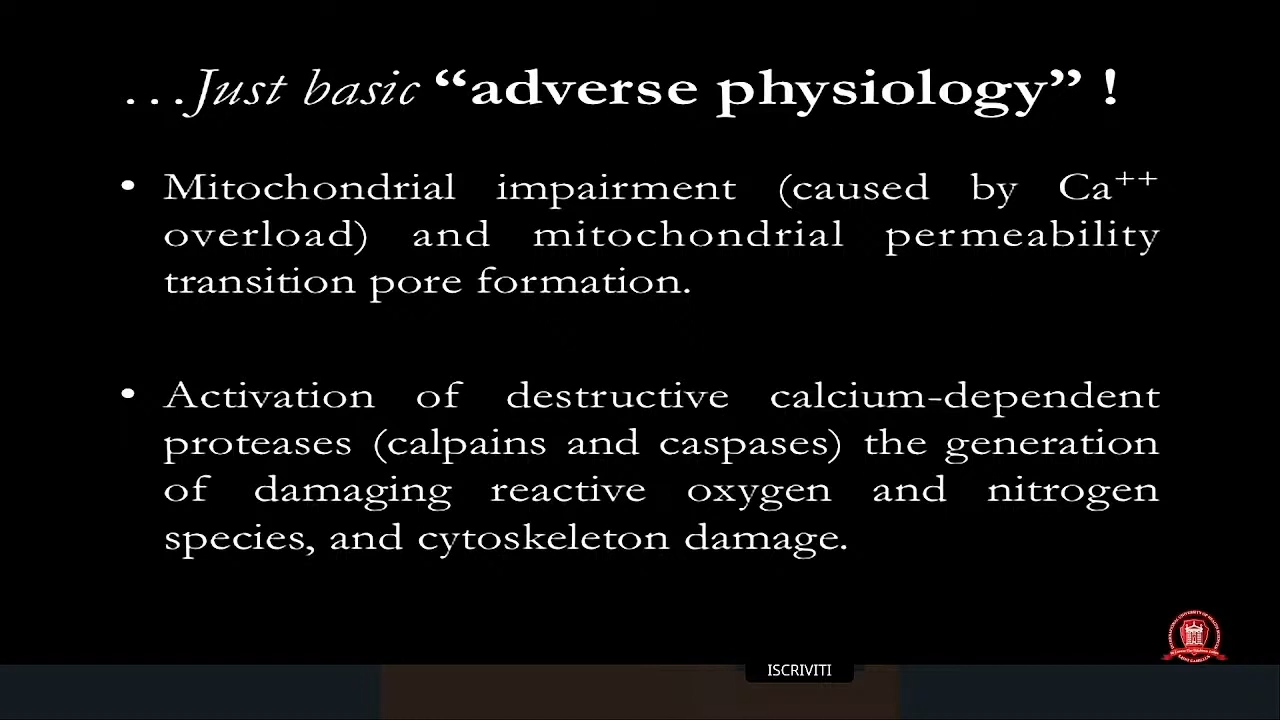 ...Just basic “adverse physiology” !
• Mitochondrial impairment (caused by Ca⁺⁺
overload) and mitochondrial permeability
transition pore formation.
• Activation of destructive calcium-dependent
proteases (calpains and caspases) the generation
of damaging reactive oxygen and nitrogen
species, and cytoskeleton damage.
ISCRIVITI